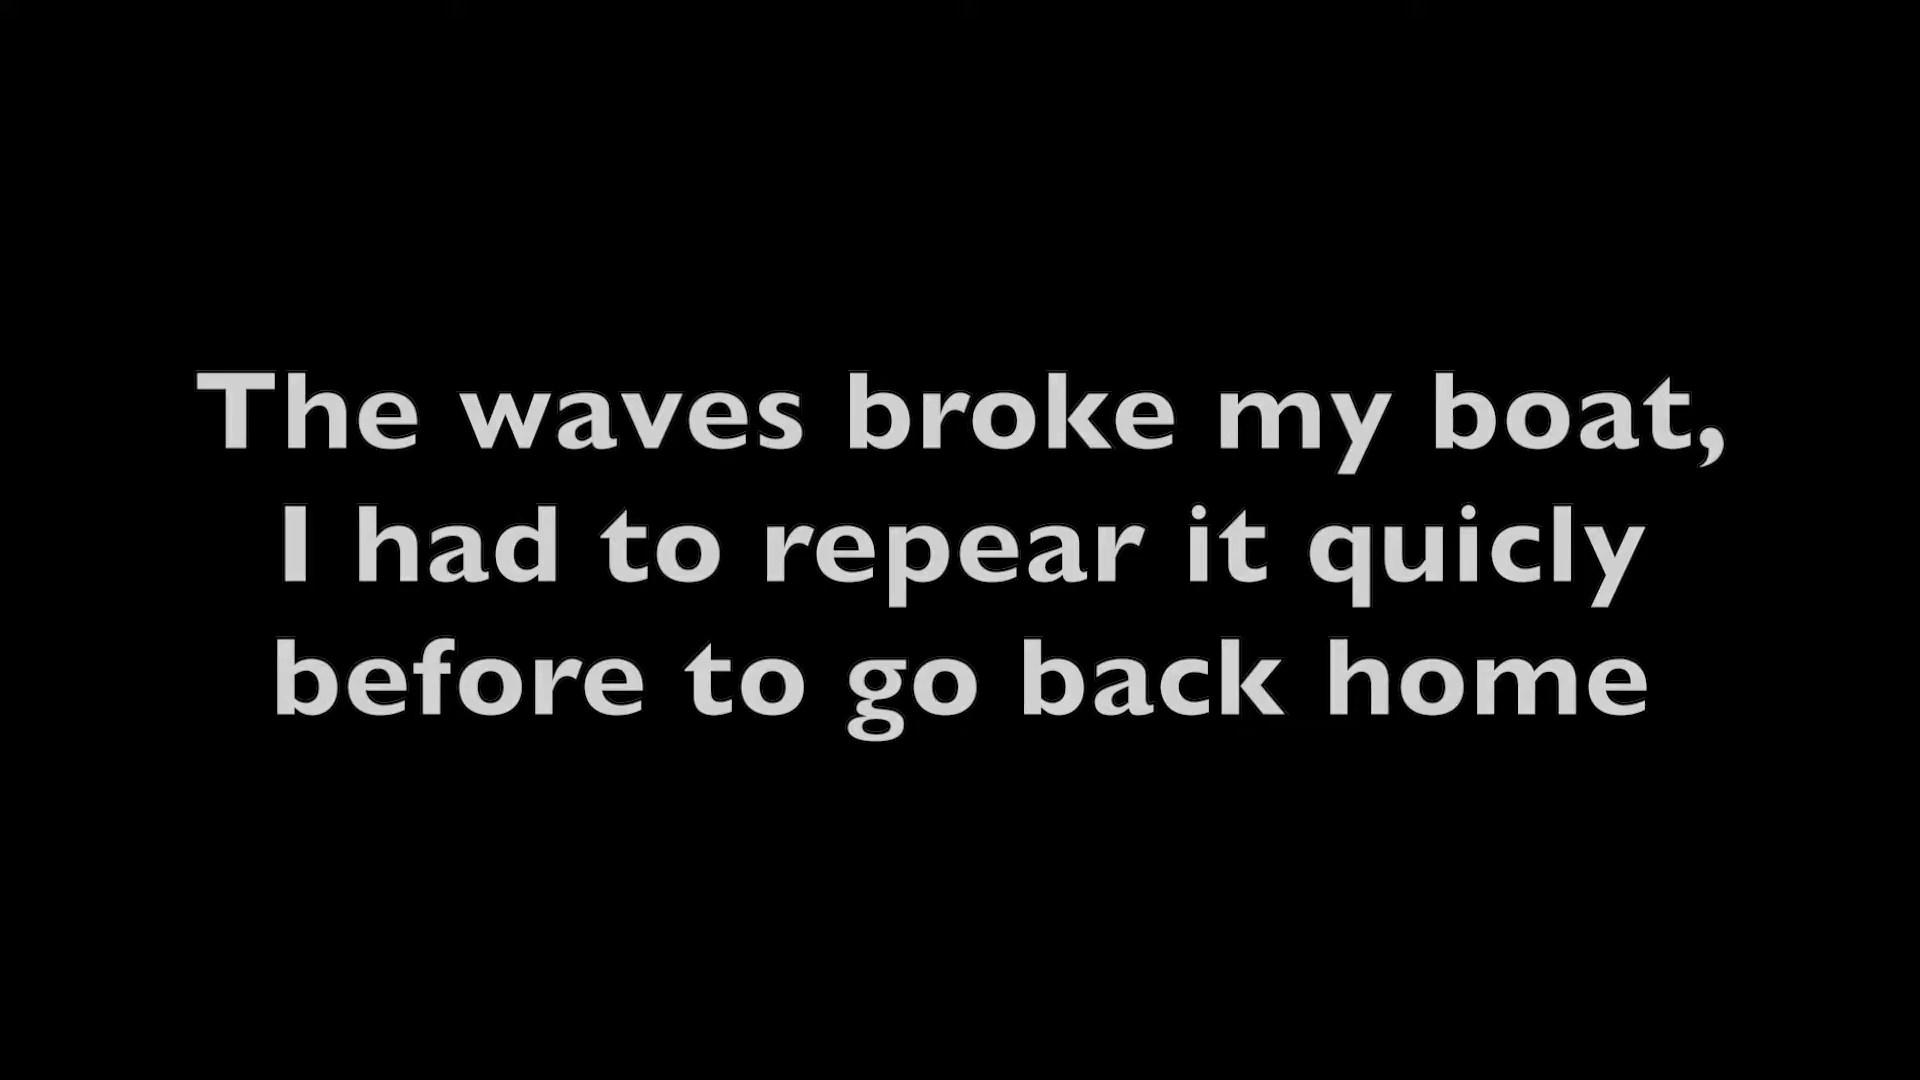 The waves broke my boat,
I had to repear it quicly
before to go back home